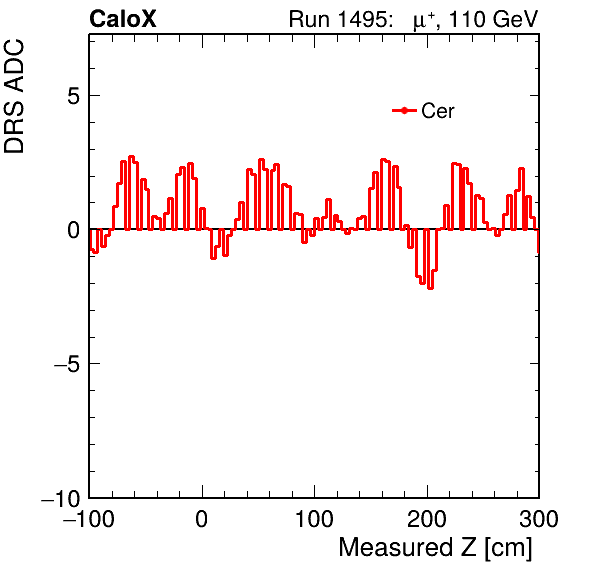 CaloX Run 1495: μ⁺, 110 GeV
DRS ADC
Cer
5
0
−5
−10
−100 0 100 200 300
Measured Z [cm]